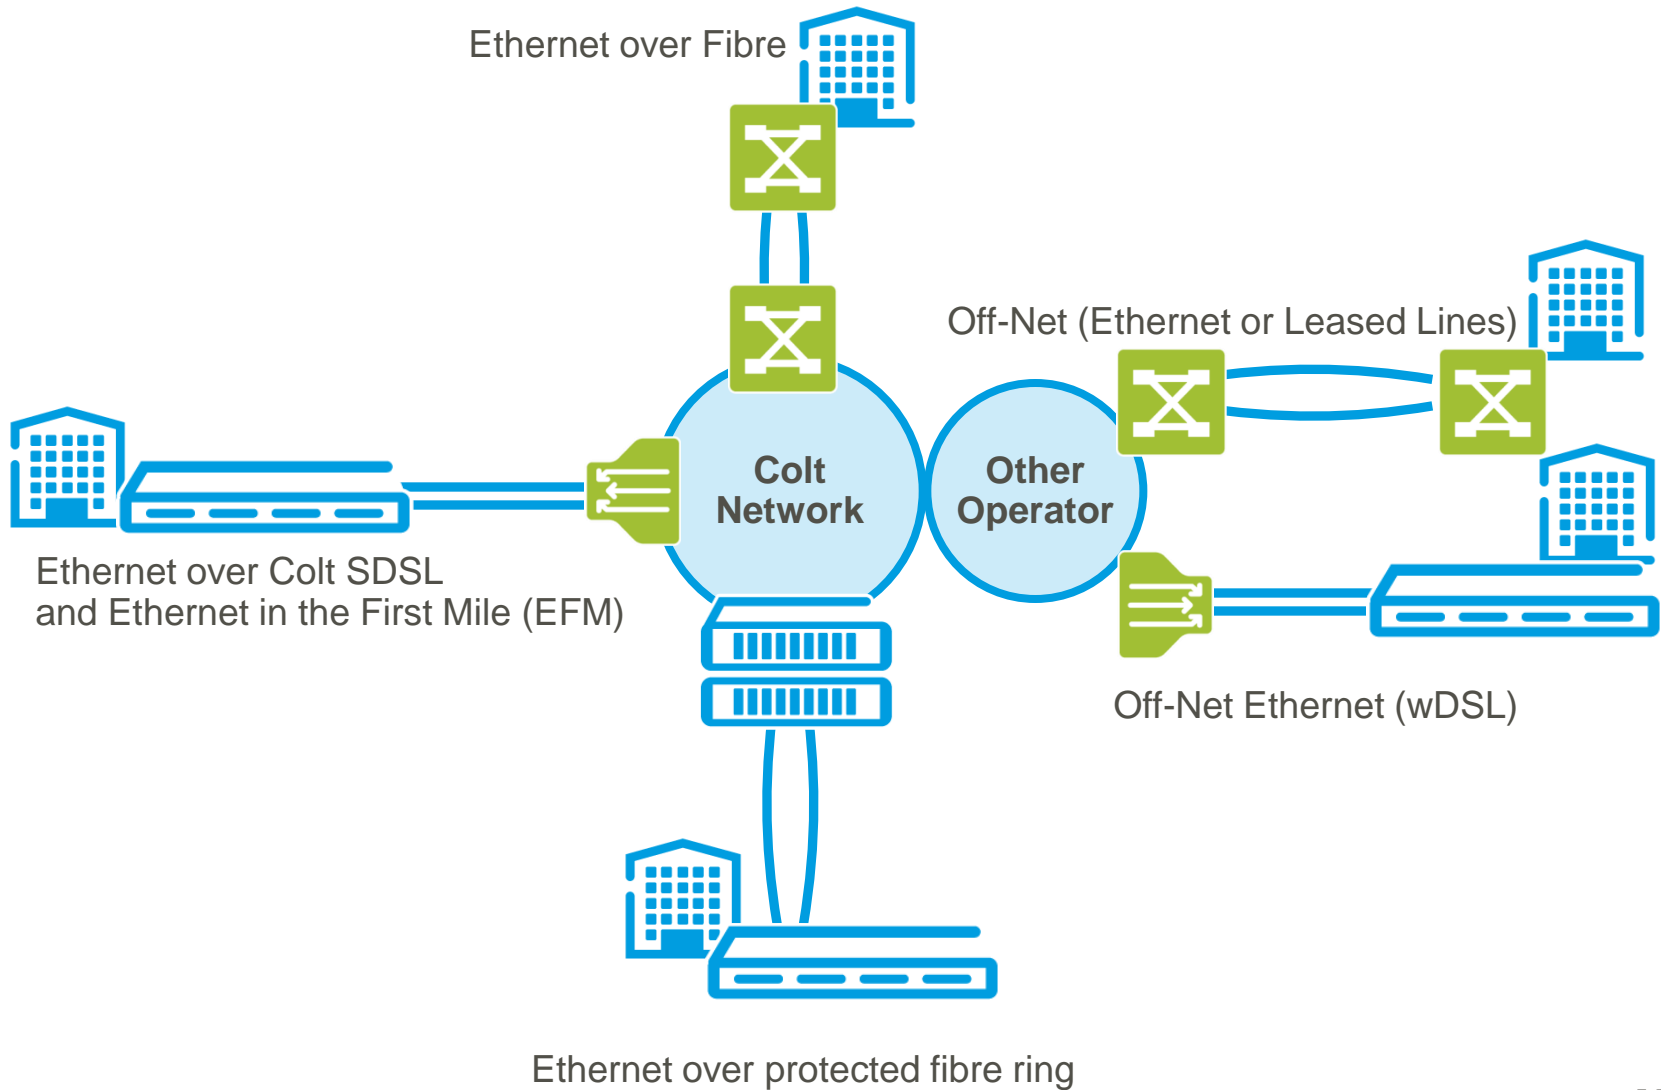 Ethernet over Fibre
Off-Net (Ethernet or Leased Lines)
Colt
Network
Other
Operator
Ethernet over Colt SDSL
and Ethernet in the First Mile (EFM)
Off-Net Ethernet (wDSL)
Ethernet over protected fibre ring